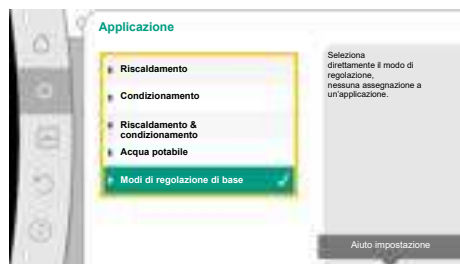 Applicazione
Riscaldamento
Condizionamento
Riscaldamento &
condizionamento
Acqua potabile
Modi di regolazione di base
Seleziona
direttamente il modo di
regolazione,
nessuna assegnazione a
un'applicazione.
Aiuto impostazione